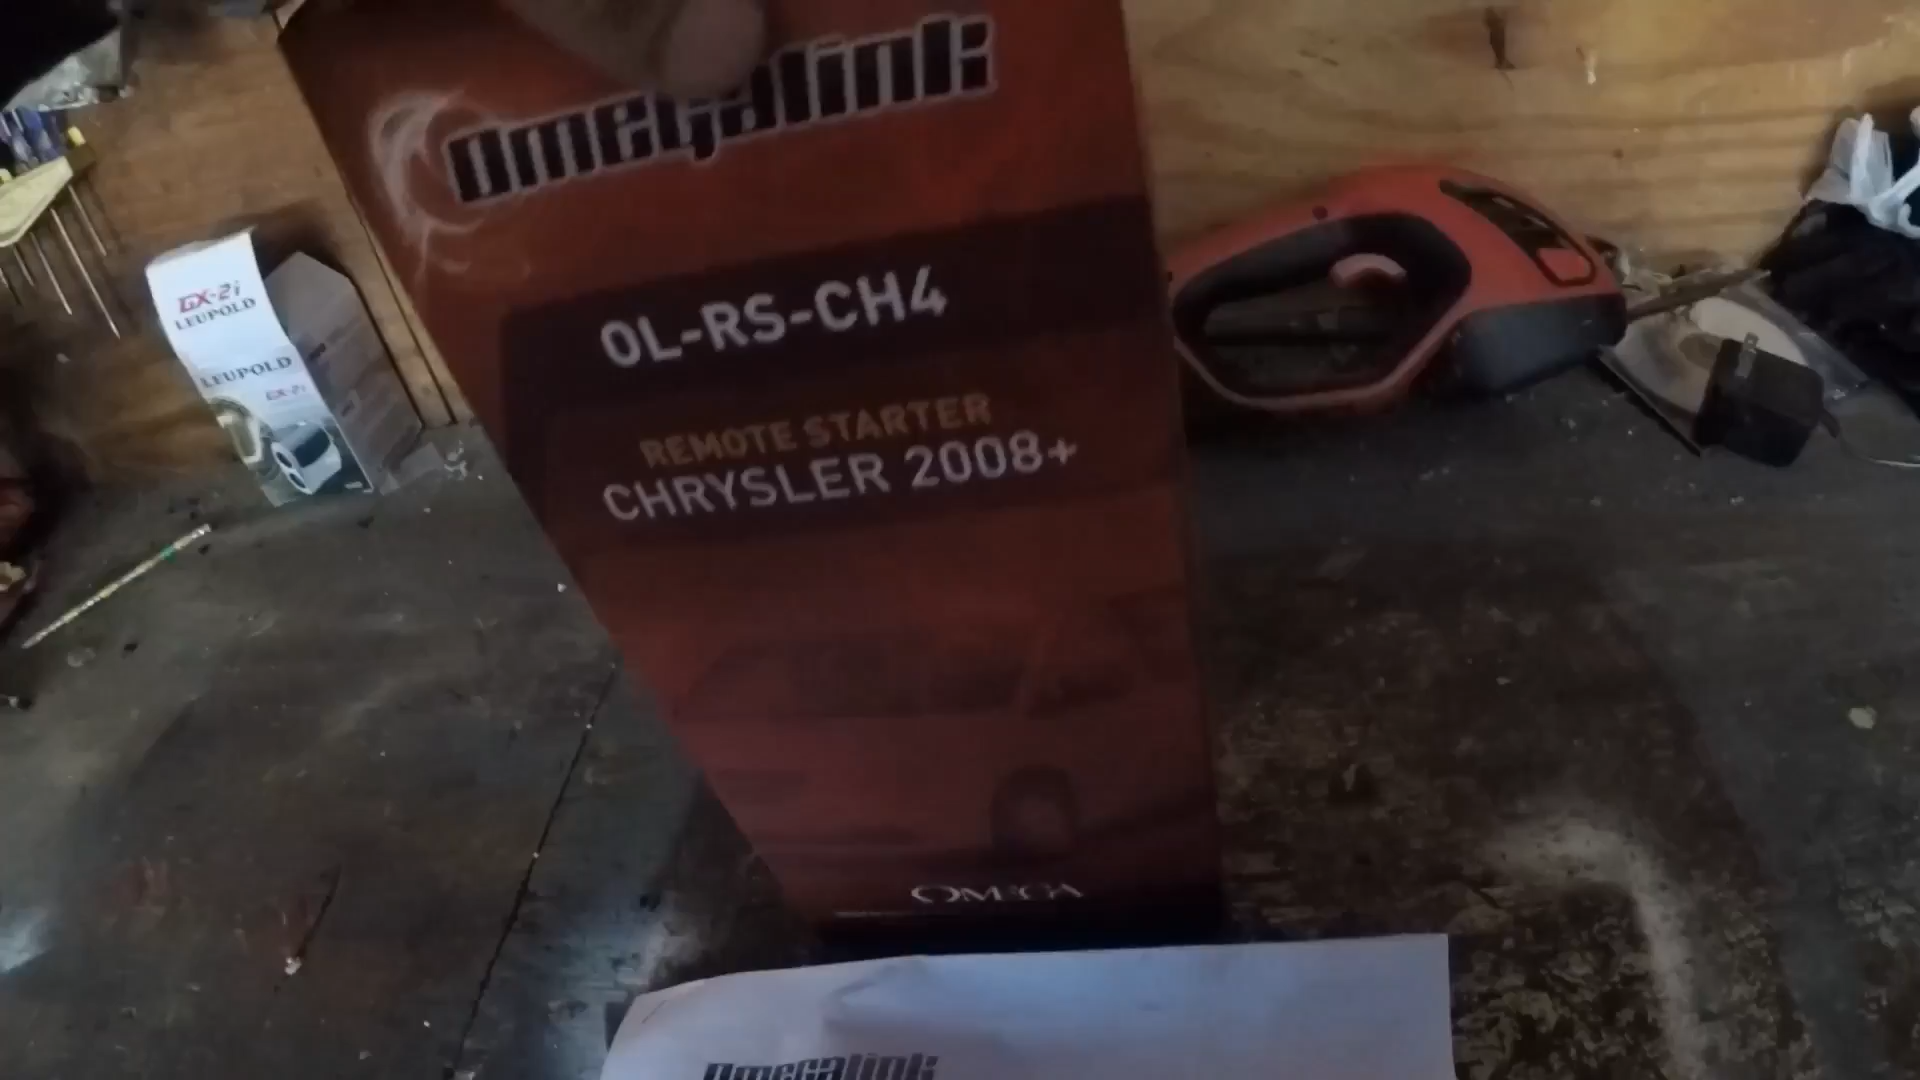 omegalink
OL-RS-CH4
REMOTE STARTER
CHRYSLER 2008+
OMEGA
GX-2i
LEUPOLD
LEUPOLD
GX-2i
omegalink